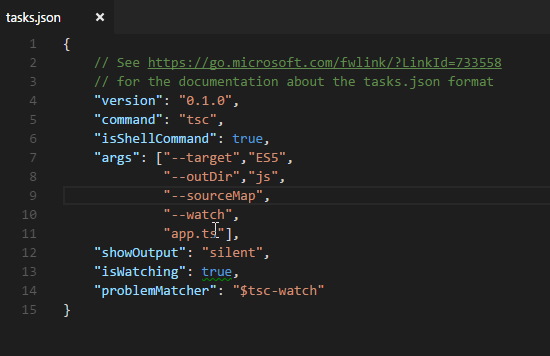 tasks.json ×
1 {
2 // See https://go.microsoft.com/fwlink/?LinkId=733558
3 // for the documentation about the tasks.json format
4 "version": "0.1.0",
5 "command": "tsc",
6 "isShellCommand": true,
7 "args": ["--target","ES5",
8 "--outDir","js",
9 "--sourceMap",
10 "--watch",
11 "app.ts"],
12 "showOutput": "silent",
13 "isWatching": true,
14 "problemMatcher": "$tsc-watch"
15 }